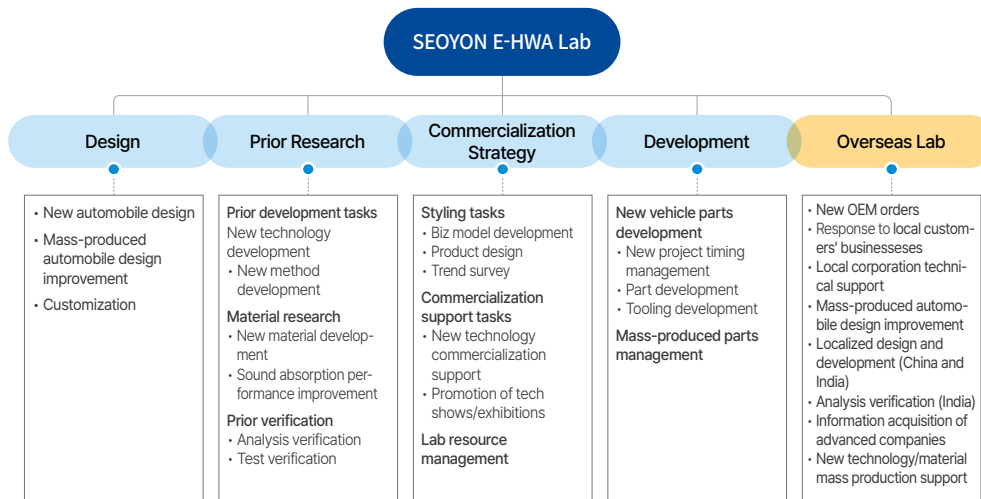 SEOYON E-HWA Lab
Design
Prior Research
Commercialization
Strategy
Development
Overseas Lab
· New automobile design
· Mass-produced
automobile design
improvement
· Customization
Prior development tasks
New technology
development
· New method
development
Material research
· New material develop-
ment
· Sound absorption per-
formance improvement
Prior verification
· Analysis verification
· Test verification
Styling tasks
· Biz model development
· Product design
· Trend survey
Commercialization
support tasks
· New technology
commercialization
support
· Promotion of tech
shows/exhibitions
Lab resource
management
New vehicle parts
development
· New project timing
management
· Part development
· Tooling development
Mass-produced parts
management
· New OEM orders
· Response to local custom-
ers' businesseses
· Local corporation techni-
cal support
· Mass-produced automo-
bile design improvement
· Localized design and
development (China and
India)
· Analysis verification (India)
· Information acquisition of
advanced companies
· New technology/material
mass production support